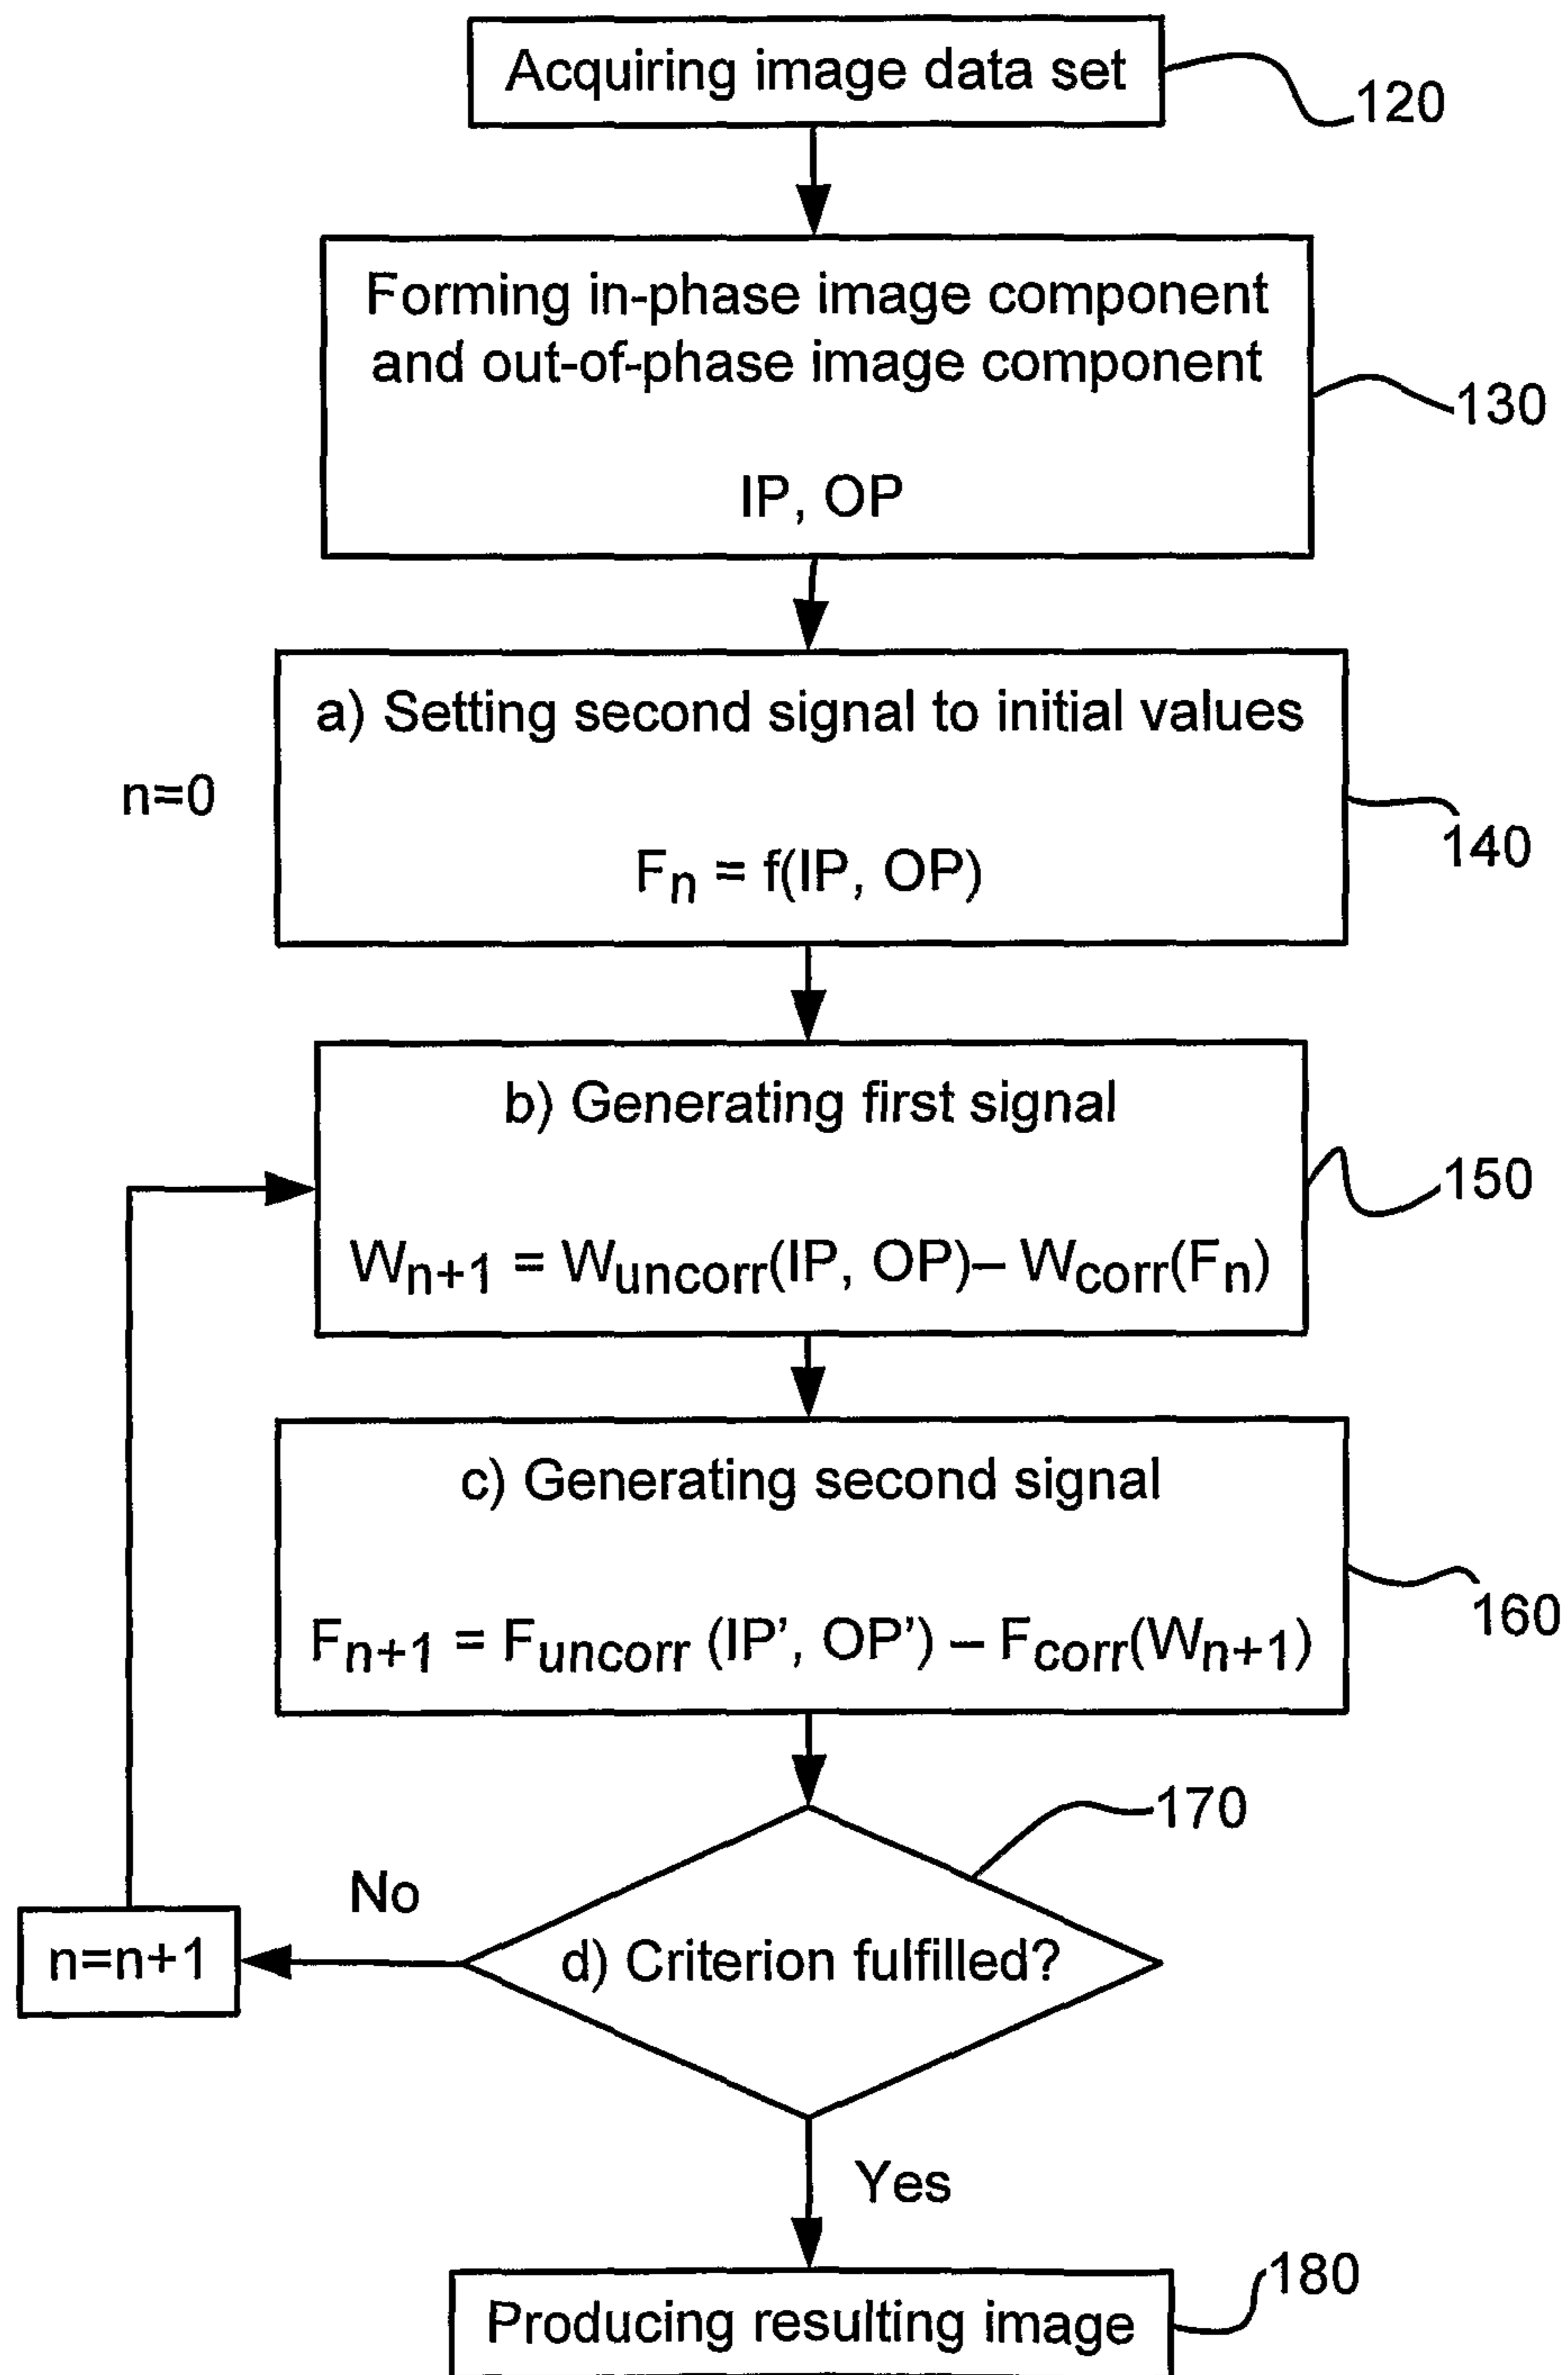 Acquiring image data set
120
Forming in-phase image component
and out-of-phase image component
130
IP, OP
a) Setting second signal to initial values
n=0
140
Fn = f(IP, OP)
b) Generating first signal
150
Wn+1 = Wuncorr(IP, OP)– Wcorr(Fn)
c) Generating second signal
160
Fn+1 = Funcorr (IP', OP') – Fcorr(Wn+1)
170
No
n=n+1
d) Criterion fulfilled?
Yes
180
Producing resulting image